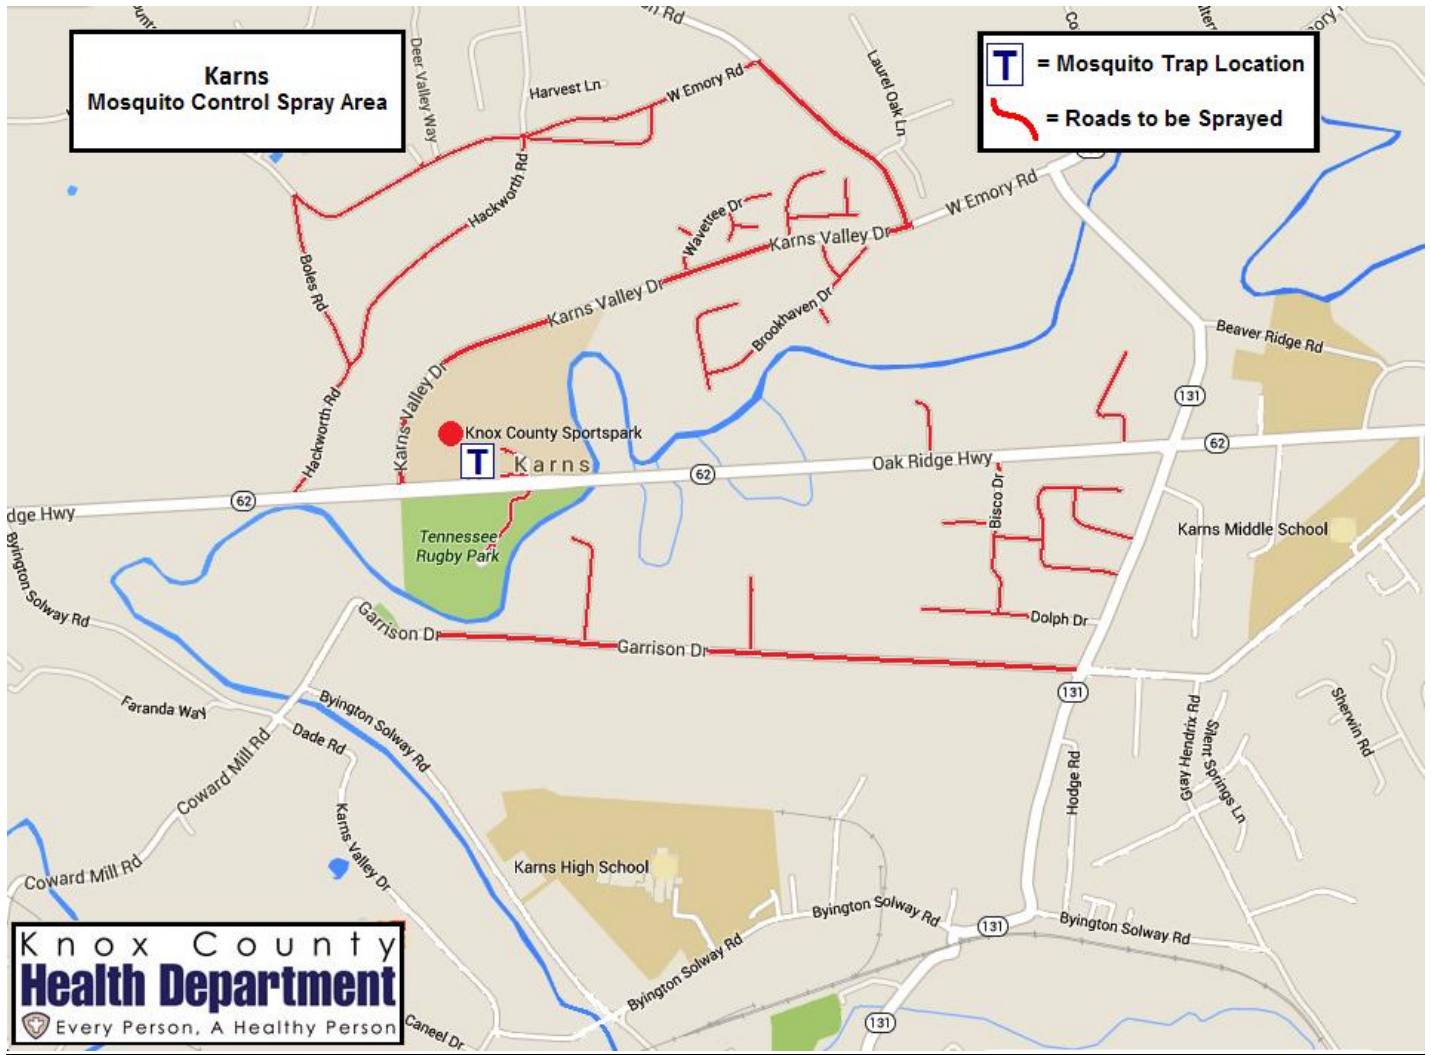 Karns
Mosquito Control Spray Area
T = Mosquito Trap Location
= Roads to be Sprayed
Deer Valley Way
Harvest Ln
W Emory Rd
Laurel Oak Ln
Hackworth Rd
Wavetree Dr
W Emory Rd
Karns Valley Dr
Boles Rd
Karns Valley Dr
Brookhaven Dr
Beaver Ridge Rd
Karns Valley Dr
131
Hackworth Rd
Knox County Sportspark
T
Karns
62
Oak Ridge Hwy
62
62
dge Hwy
Bisco Dr
Karns Middle School
Tennessee
Rugby Park
Byington Solway Rd
Garrison Dr
Garrison Dr
Dolph Dr
131
Faranda Way
Byington Solway Rd
Dade Rd
Coward Mill Rd
Gray Hendrix Rd
Silent Springs Ln
Sherwin Rd
Hodge Rd
Karns Valley Dr
Karns High School
Coward Mill Rd
Byington Solway Rd
131
Byington Solway Rd
Byington Solway Rd
131
Caneel Dr
Knox County
Health Department
Every Person, A Healthy Person